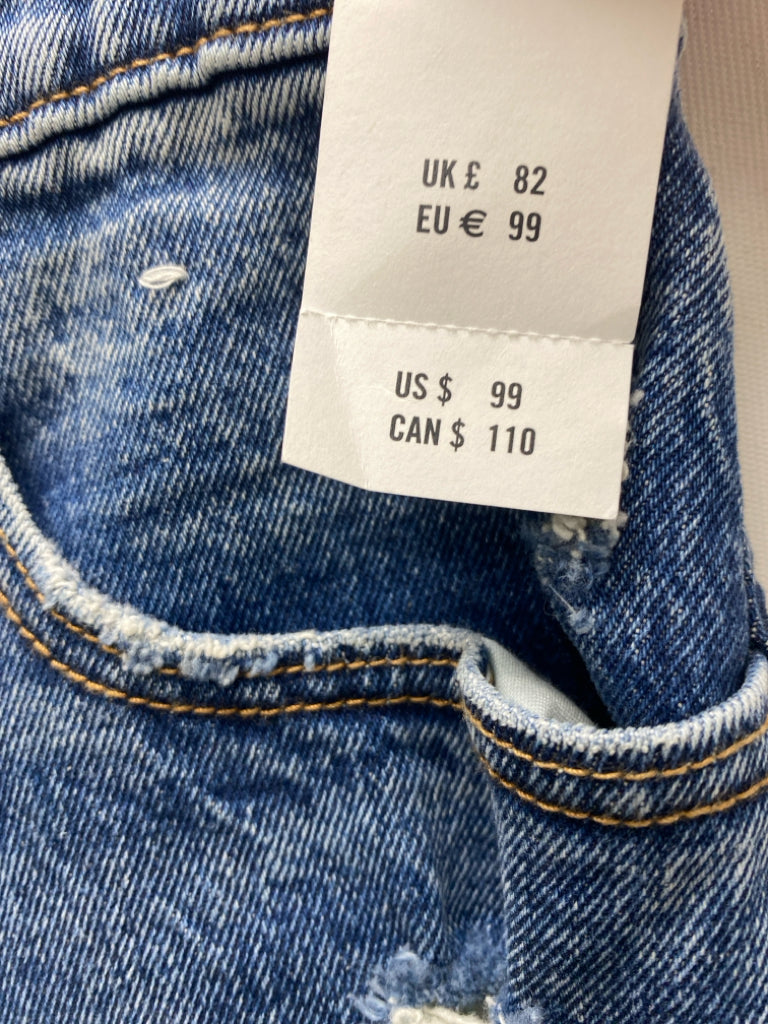 UK £ 82
EU € 99
US $ 99
CAN $ 110